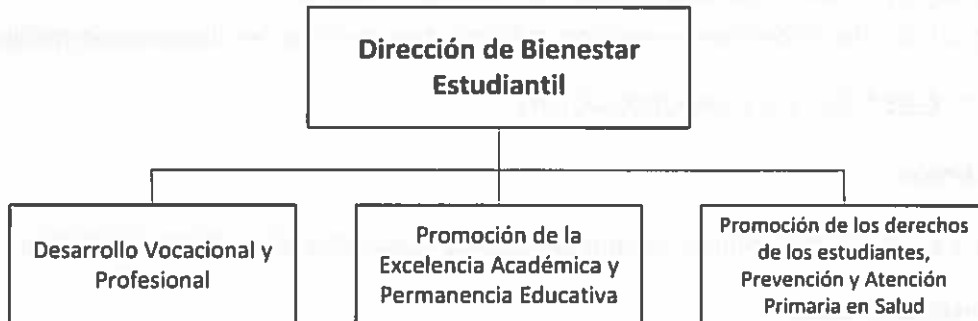 Dirección de Bienestar
Estudiantil
Desarrollo Vocacional y
Profesional
Promoción de la
Excelencia Académica y
Permanencia Educativa
Promoción de los derechos
de los estudiantes,
Prevención y Atención
Primaria en Salud